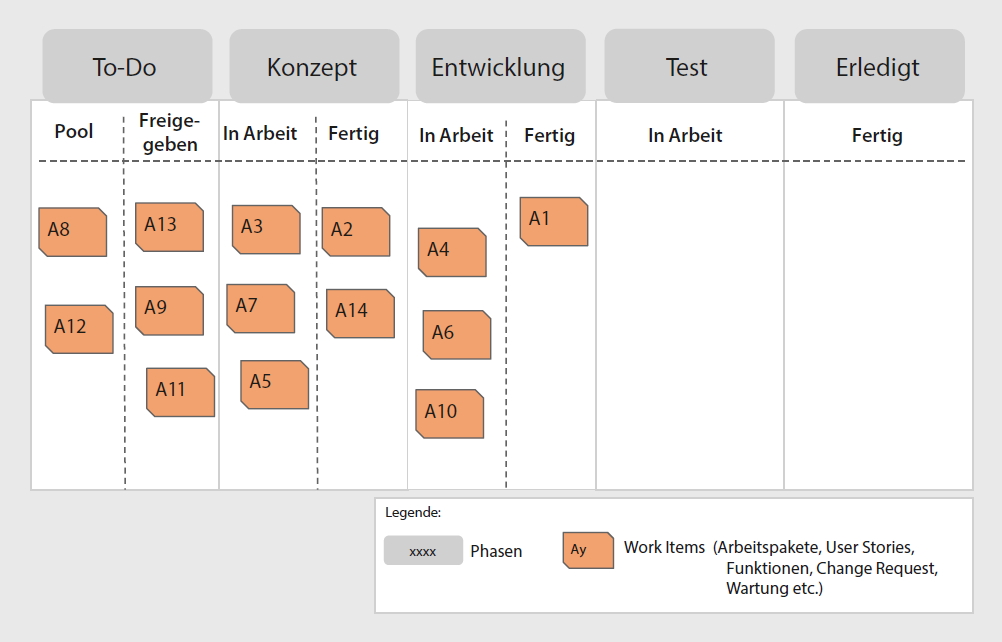 To-Do
Konzept
Entwicklung
Test
Erledigt
Pool
Freige-
geben
In Arbeit
Fertig
In Arbeit
Fertig
In Arbeit
Fertig
A8
A12
A13
A9
A11
A3
A7
A5
A2
A14
A4
A6
A10
A1
Legende:
xxxx
Phasen
Ay
Work Items (Arbeitspakete, User Stories,
Funktionen, Change Request,
Wartung etc.)